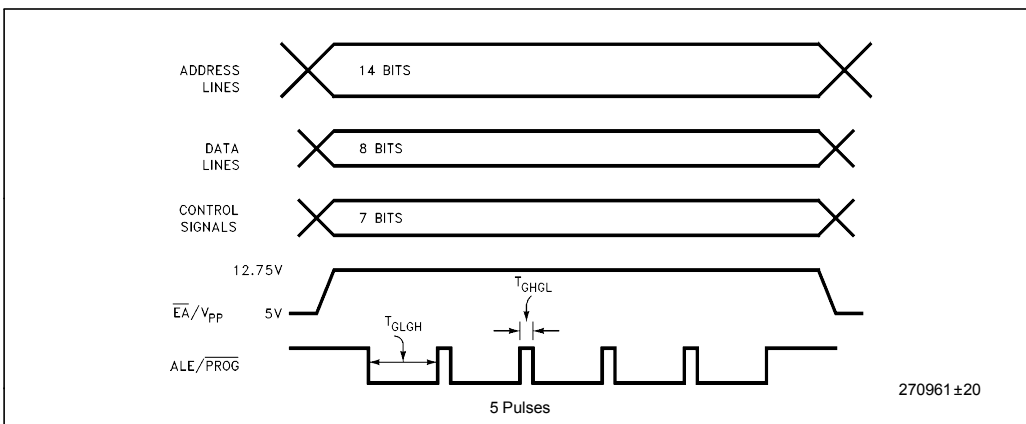 ADDRESS
LINES
14 BITS
DATA
LINES
8 BITS
CONTROL
SIGNALS
7 BITS
12.75V
EA/VPP
5V
TGLGH
TGHGL
ALE/PROG
5 Pulses
270961±20